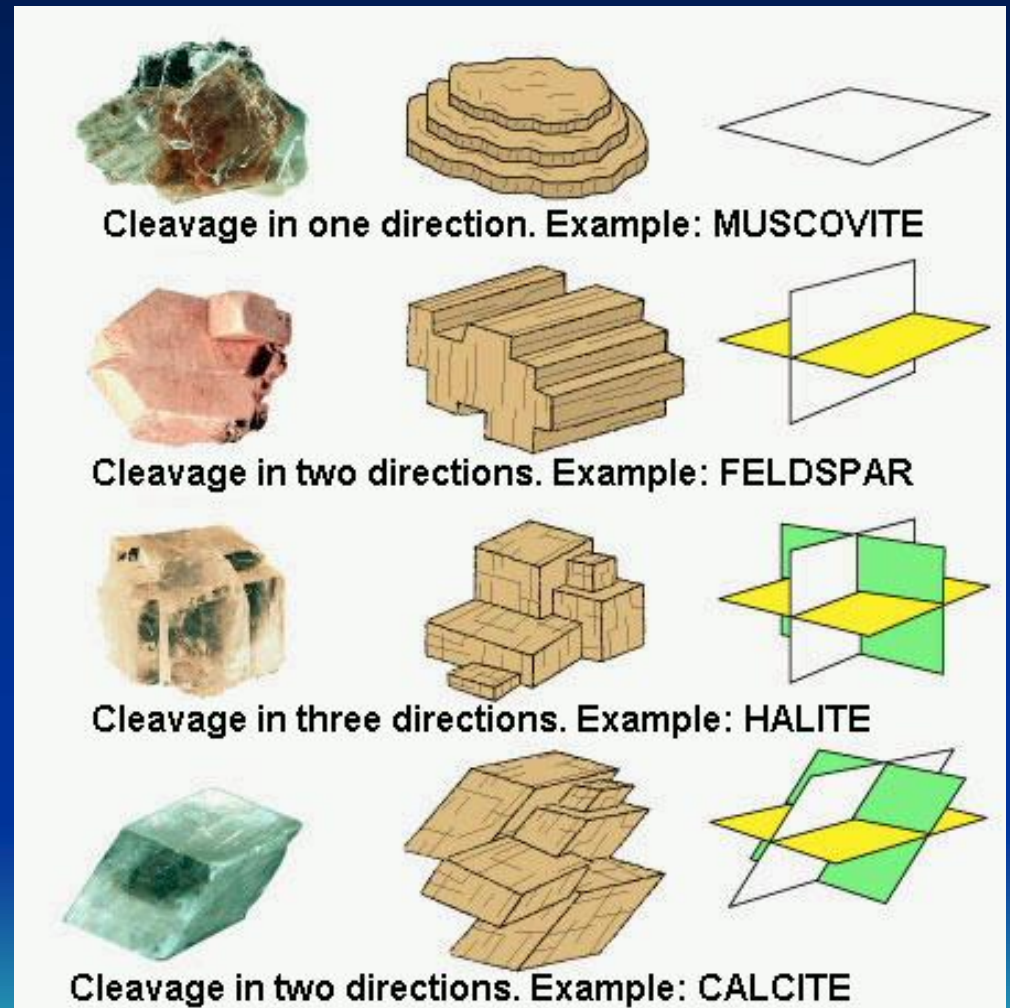 Cleavage in one direction. Example: MUSCOVITE
Cleavage in two directions. Example: FELDSPAR
Cleavage in three directions. Example: HALITE
Cleavage in two directions. Example: CALCITE